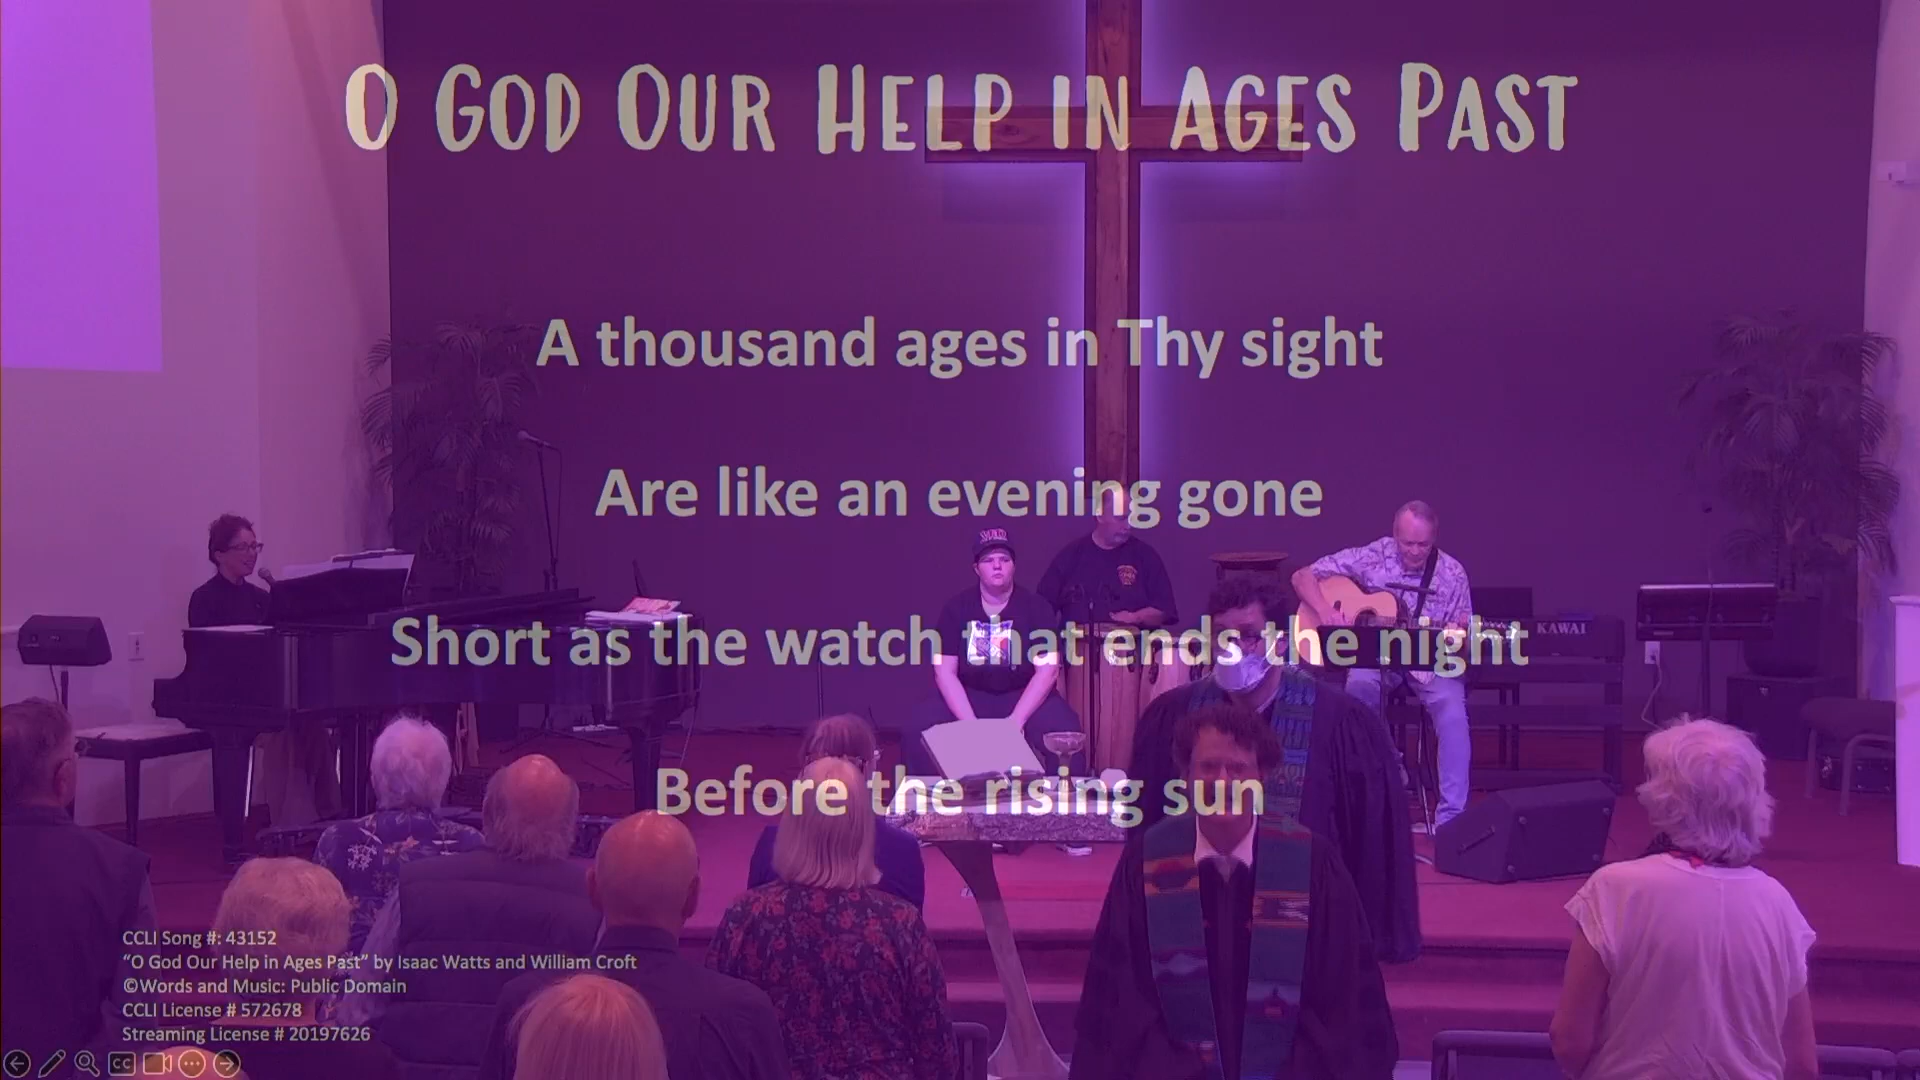 O God Our Help in Ages Past
A thousand ages in Thy sight
Are like an evening gone
Short as the watch that ends the night
KAWAI
Before the rising sun
CCLI Song #: 43152
“O God Our Help in Ages Past” by Isaac Watts and William Croft
©Words and Music: Public Domain
CCLI License # 572678
Streaming License # 20197626
CC